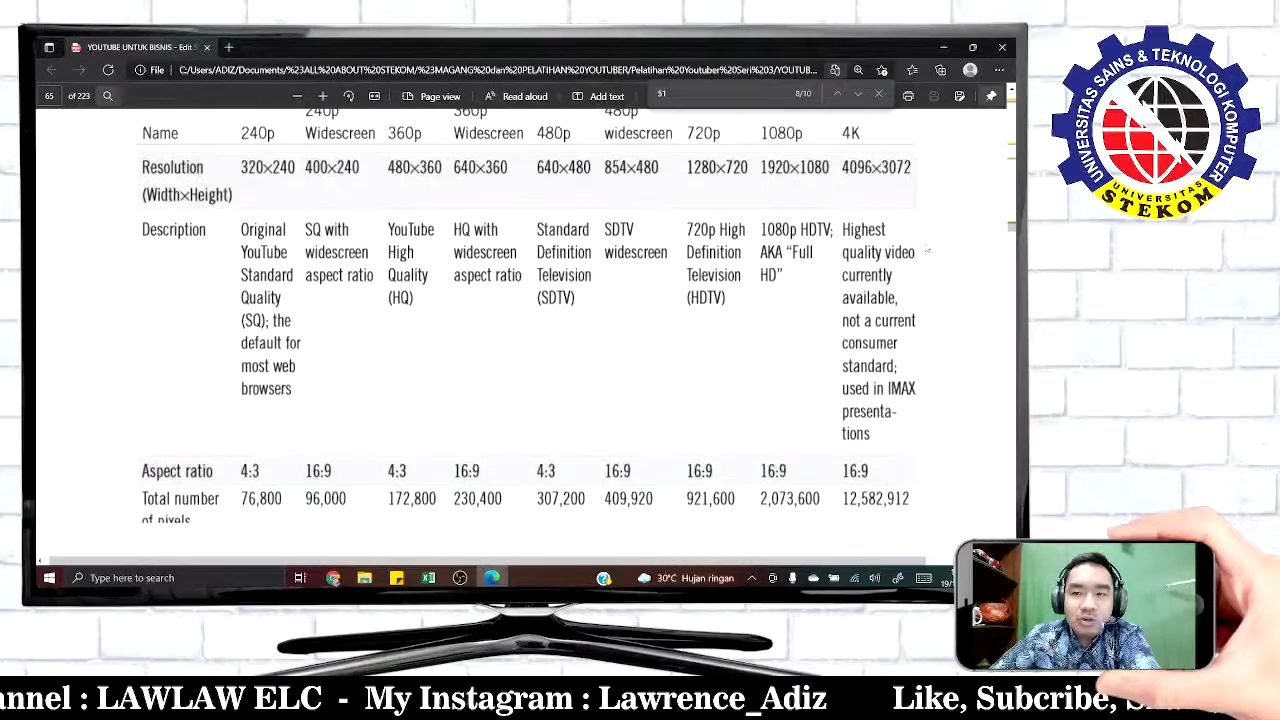 YOUTUBE UNTUK BISNIS - Edit
File
C:/Users/ADIZ/Documents/%23ALL%20ABOUT%20STEKOM/%23MAGANG%20dan%20PELATIHAN%20YOUTUBER/Pelatihan%20Youtuber%20Seri%203/YOUTUB...
65 of 223
Page view
Read aloud
Add text
51
8/10
Name 240p 240p Widescreen 360p 360p Widescreen 480p 480p widescreen 720p 1080p 4K
Resolution (Width×Height) 320×240 400×240 480×360 640×360 640×480 854×480 1280×720 1920×1080 4096×3072
Description
Original YouTube Standard Quality (SQ); the default for most web browsers
SQ with widescreen aspect ratio
YouTube High Quality (HQ)
HQ with widescreen aspect ratio
Standard Definition Television (SDTV)
SDTV widescreen
720p High Definition Television (HDTV)
1080p HDTV; AKA “Full HD”
Highest quality video currently available, not a current consumer standard; used in IMAX presenta-tions
Aspect ratio 4:3 16:9 4:3 16:9 4:3 16:9 16:9 16:9 16:9
Total number of pixels 76,800 96,000 172,800 230,400 307,200 409,920 921,600 2,073,600 12,582,912
Type here to search
30°C Hujan ringan
UNIVERSITAS SAINS & TEKNOLOGI KOMPUTER
UNIVERSITAS
STEKOM
annel : LAWLAW ELC - My Instagram : Lawrence_Adiz Like, Subcribe,